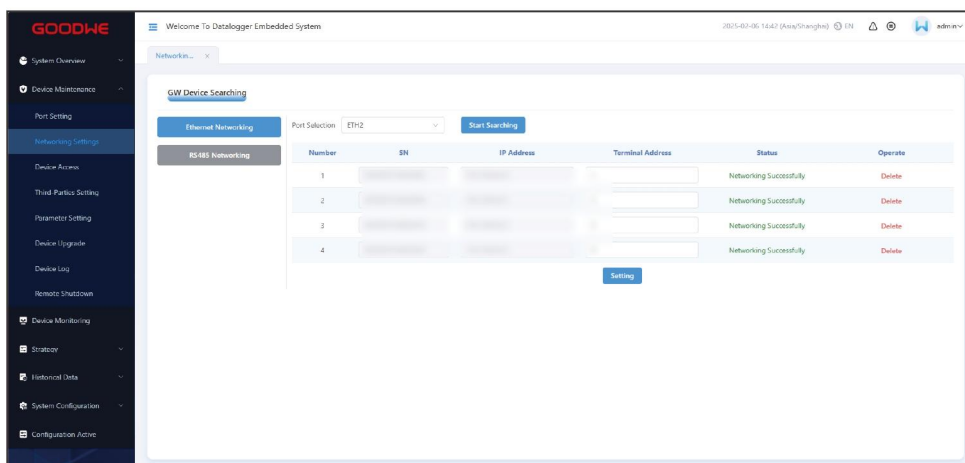 GOODWE
Welcome To Datalogger Embedded System
2025-02-06 14:42 (Asia/Shanghai) EN
admin
System Overview
Networkin... ×
Device Maintenance
GW Device Searching
Port Setting
Ethernet Networking
Port Selection ETH2 Start Searching
Networking Settings
RS485 Networking
Number SN IP Address Terminal Address Status Operate
Device Access
1 Networking Successfully Delete
Third-Parties Setting
2 Networking Successfully Delete
Parameter Setting
3 Networking Successfully Delete
Device Upgrade
4 Networking Successfully Delete
Device Log
Setting
Remote Shutdown
Device Monitoring
Strategy
Historical Data
System Configuration
Configuration Active